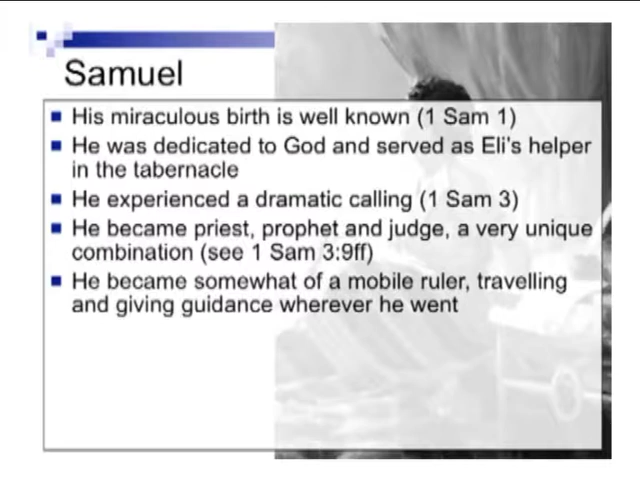 Samuel
His miraculous birth is well known (1 Sam 1)
He was dedicated to God and served as Eli's helper
in the tabernacle
He experienced a dramatic calling (1 Sam 3)
He became priest, prophet and judge, a very unique
combination (see 1 Sam 3:9ff)
He became somewhat of a mobile ruler, travelling
and giving guidance wherever he went